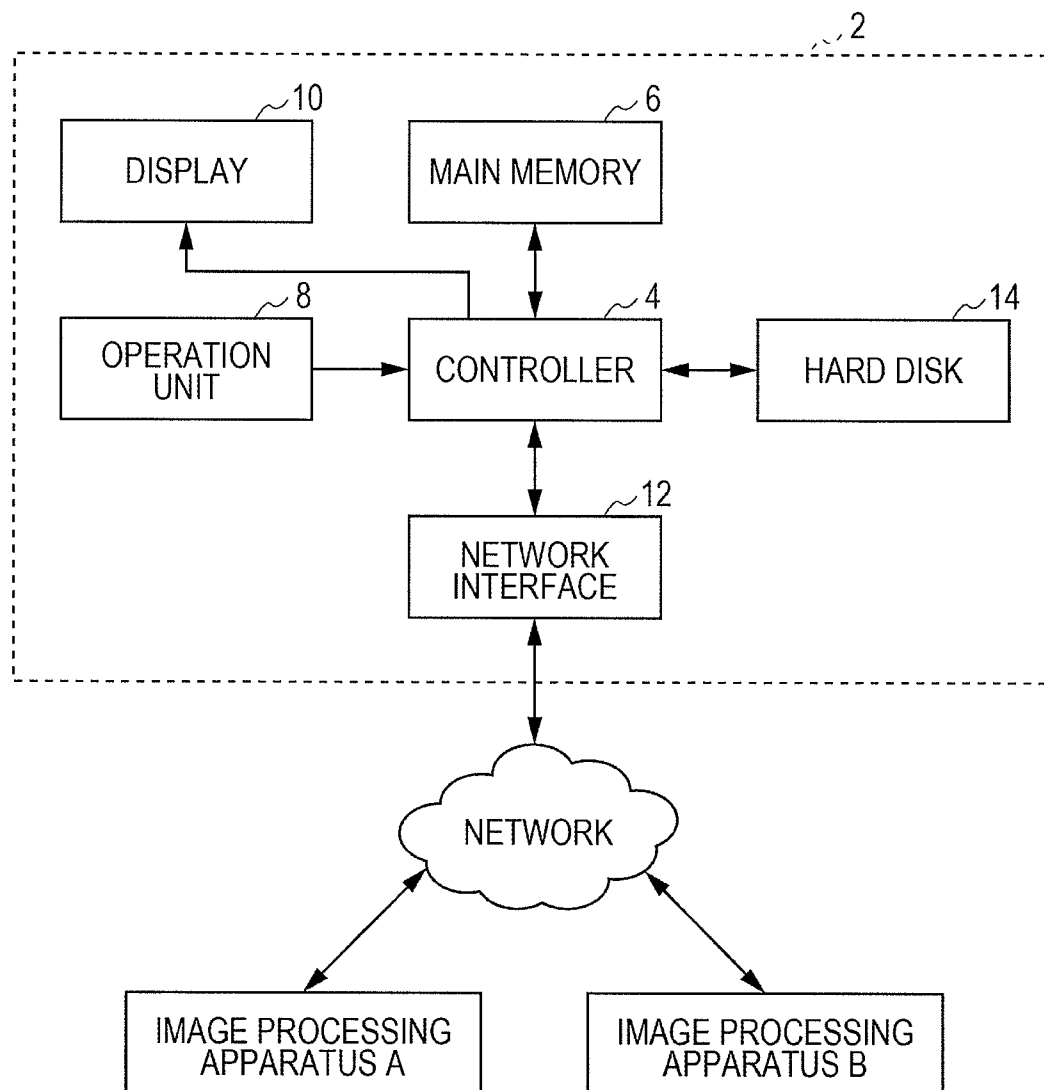 2
10
6
DISPLAY
MAIN MEMORY
8
4
14
OPERATION
UNIT
CONTROLLER
HARD DISK
12
NETWORK
INTERFACE
NETWORK
IMAGE PROCESSING
APPARATUS A
IMAGE PROCESSING
APPARATUS B